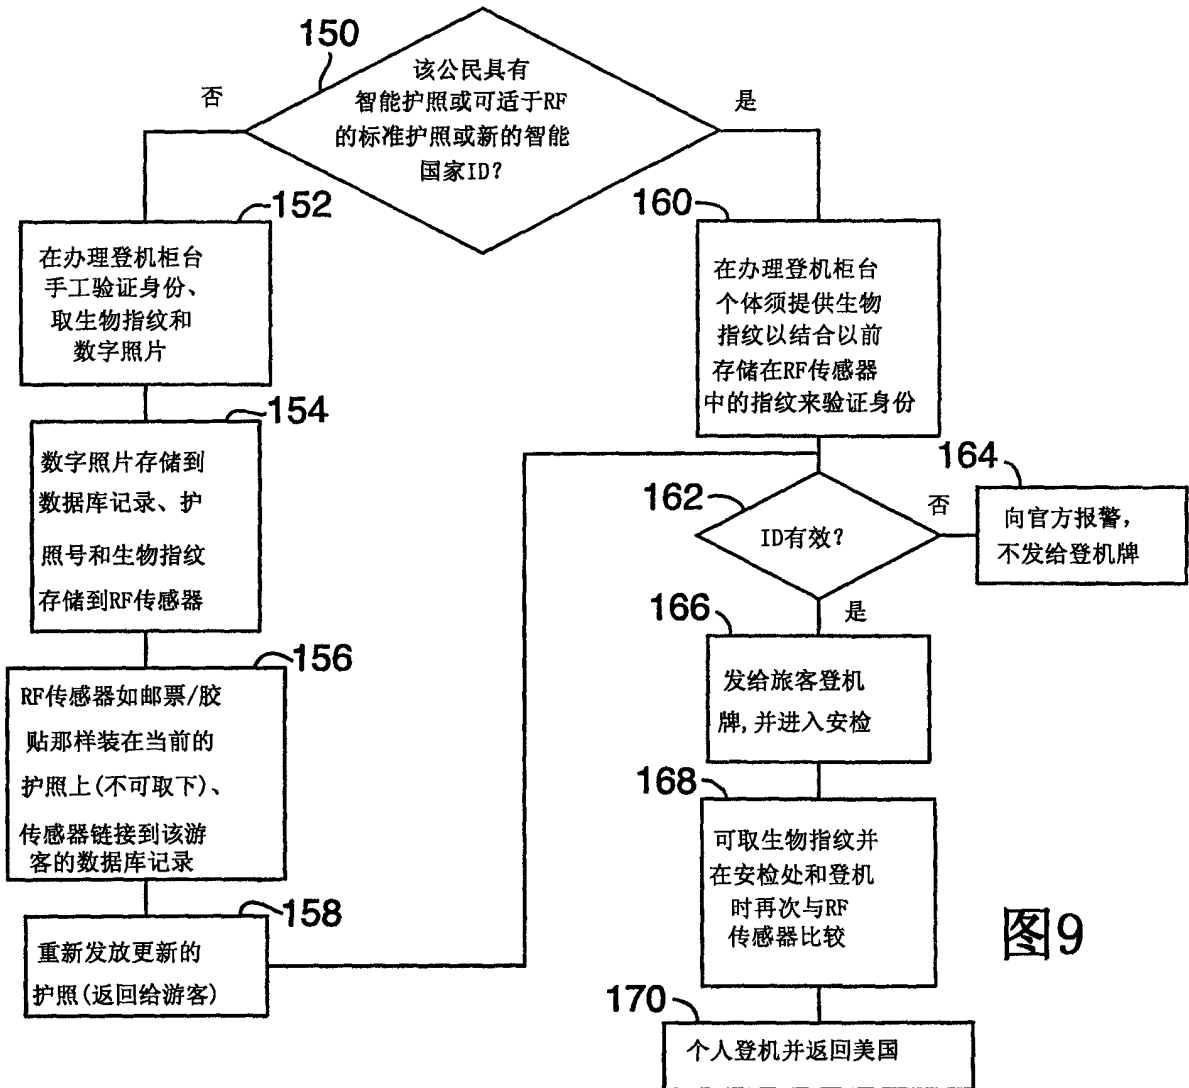 150
该公民具有
智能护照或可适于RF
的标准护照或新的智能
国家ID?
否
是
152
在办理登机柜台
手工验证身份、
取生物指纹和
数字照片
154
数字照片存储到
数据库记录、护
照号和生物指纹
存储到RF传感器
156
RF传感器如邮票/胶
贴那样装在当前的
护照上(不可取下)、
传感器链接到该游
客的数据库记录
158
重新发放更新的
护照(返回给游客)
160
在办理登机柜台
个体须提供生物
指纹以结合以前
存储在RF传感器
中的指纹来验证身份
162
ID有效?
否
是
164
向官方报警,
不发给登机牌
166
发给旅客登机
牌,并进入安检
168
可取生物指纹并
在安检处和登机
时再次与RF
传感器比较
170
个人登机并返回美国
图9